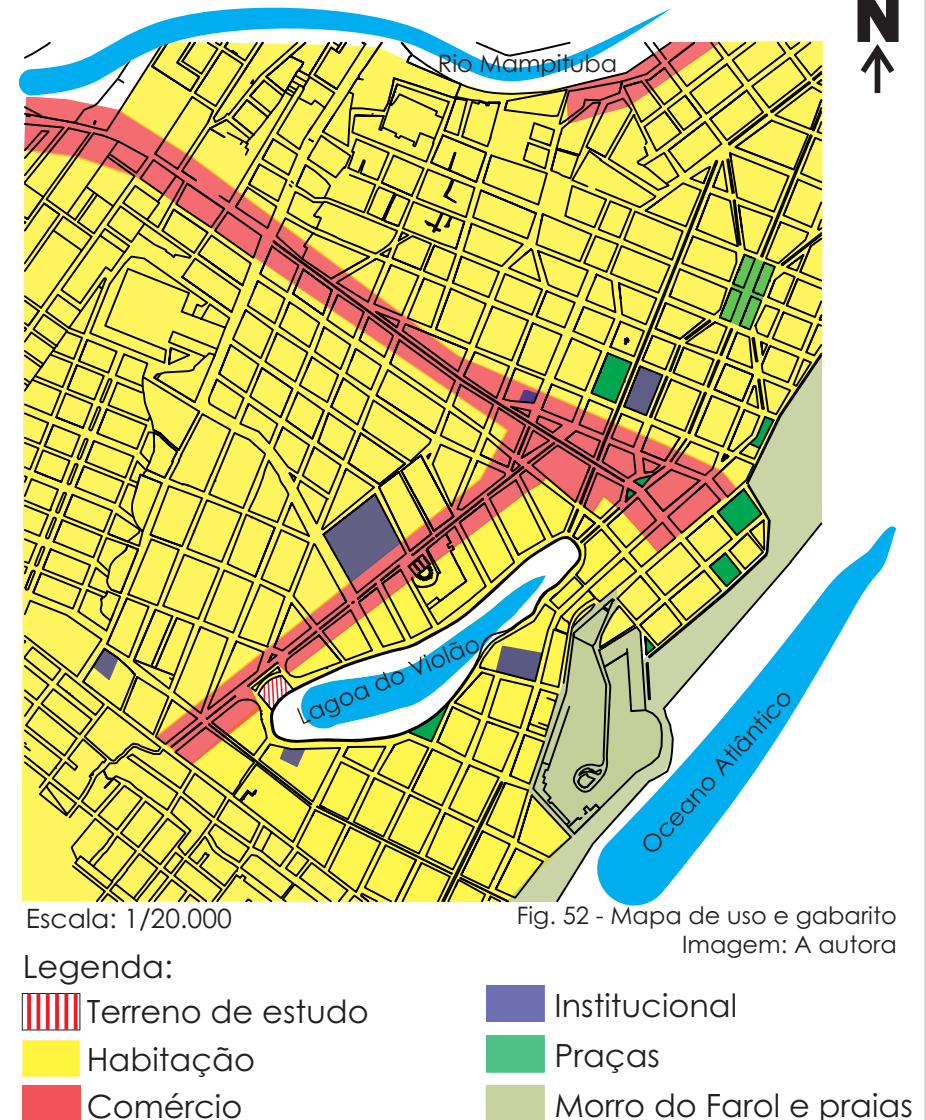 N
Rio Mampituba
Lagoa do Violão
Oceano Atlântico
Escala: 1/20.000
Fig. 52 - Mapa de uso e gabarito
Imagem: A autora
Legenda:
Terreno de estudo
Habitação
Comércio
Institucional
Praças
Morro do Farol e praias